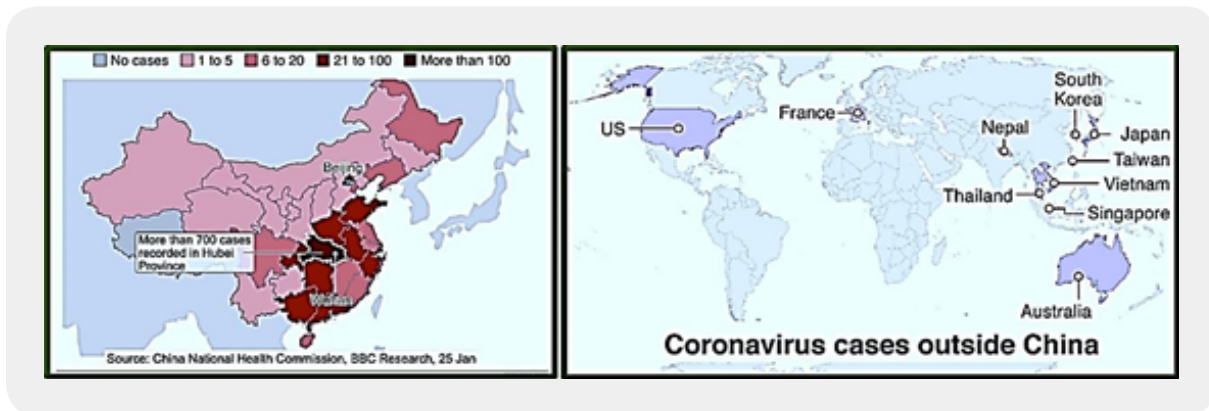 No cases 1 to 5 6 to 20 21 to 100 More than 100
Beijing
More than 700 cases
recorded in Hubei
Province
Wuhan
Source: China National Health Commission, BBC Research, 25 Jan
US
France
Nepal
South
Korea
Japan
Taiwan
Vietnam
Thailand
Singapore
Australia
Coronavirus cases outside China